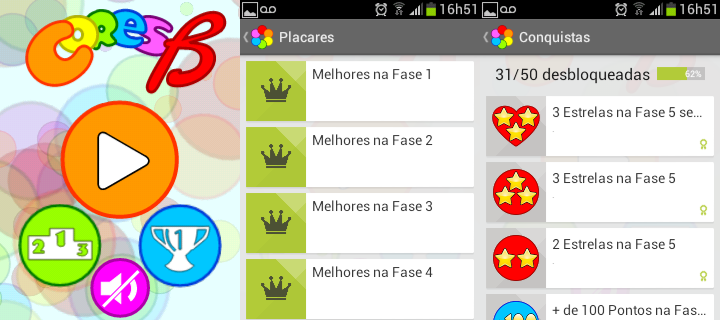 CORES β
2 1 3
1
16h51
Placares
Melhores na Fase 1
Melhores na Fase 2
Melhores na Fase 3
Melhores na Fase 4
16h51
Conquistas
31/50 desbloqueadas
62%
3 Estrelas na Fase 5 se...
3 Estrelas na Fase 5
2 Estrelas na Fase 5
+ de 100 Pontos na Fas...
100